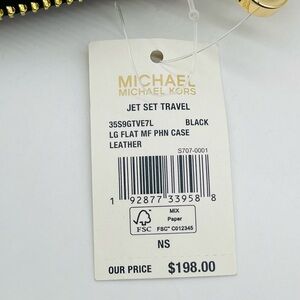 MICHAEL
MICHAEL KORS
JET SET TRAVEL
35S9GTVE7L BLACK
LG FLAT MF PHN CASE
LEATHER
S707-0001
1 92877 33958 8
FSC
MIX
Paper
FSC™ C012345
NS
OUR PRICE $198.00